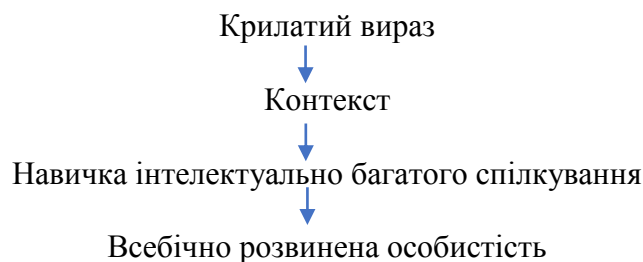 Крилатий вираз
Контекст
Навичка інтелектуально багатого спілкування
Всебічно розвинена особистість